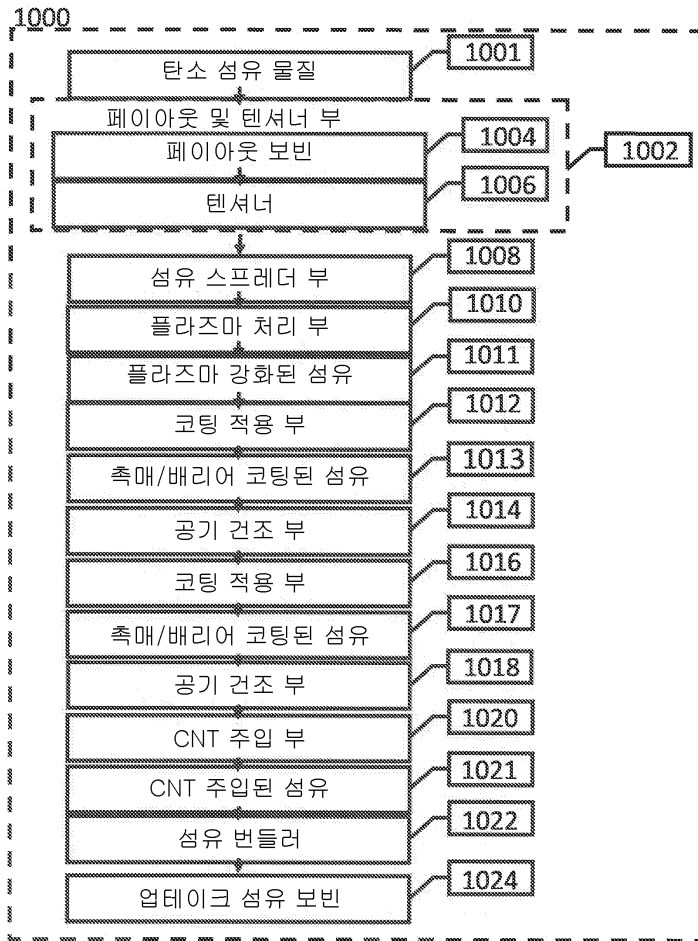 1000
탄소 섬유 물질
1001
페이아웃 및 텐셔너 부
페이아웃 보빈
1004
1002
텐셔너
1006
섬유 스프레더 부
1008
플라즈마 처리 부
1010
플라즈마 강화된 섬유
1011
코팅 적용 부
1012
촉매/배리어 코팅된 섬유
1013
공기 건조 부
1014
코팅 적용 부
1016
촉매/배리어 코팅된 섬유
1017
공기 건조 부
1018
CNT 주입 부
1020
CNT 주입된 섬유
1021
섬유 번들러
1022
업테이크 섬유 보빈
1024